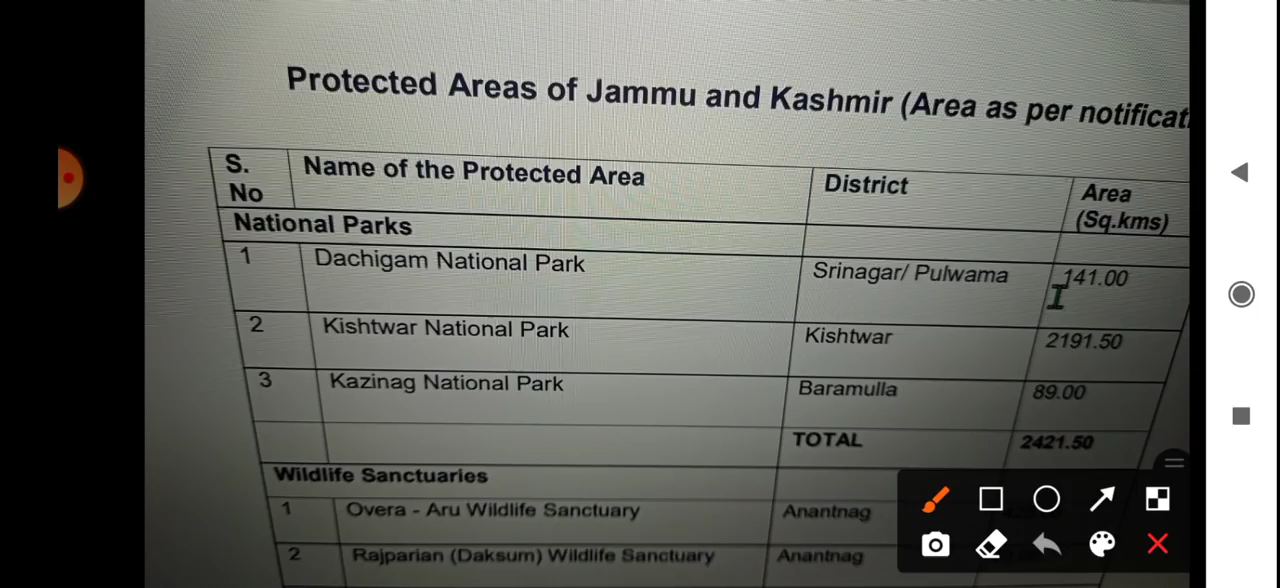 Protected Areas of Jammu and Kashmir (Area as per
S. No Name of the Protected Area District Area (Sq.kms)
National Parks
1 Dachigam National Park Srinagar/ Pulwama 141.00
2 Kishtwar National Park Kishtwar 2191.50
3 Kazinag National Park Baramulla 89.00
TOTAL 2421.50
Wildlife Sanctuaries
1 Overa - Aru Wildlife Sanctuary Anantnag
2 Rajparian (Daksum) Wildlife Sanctuary Anantnag